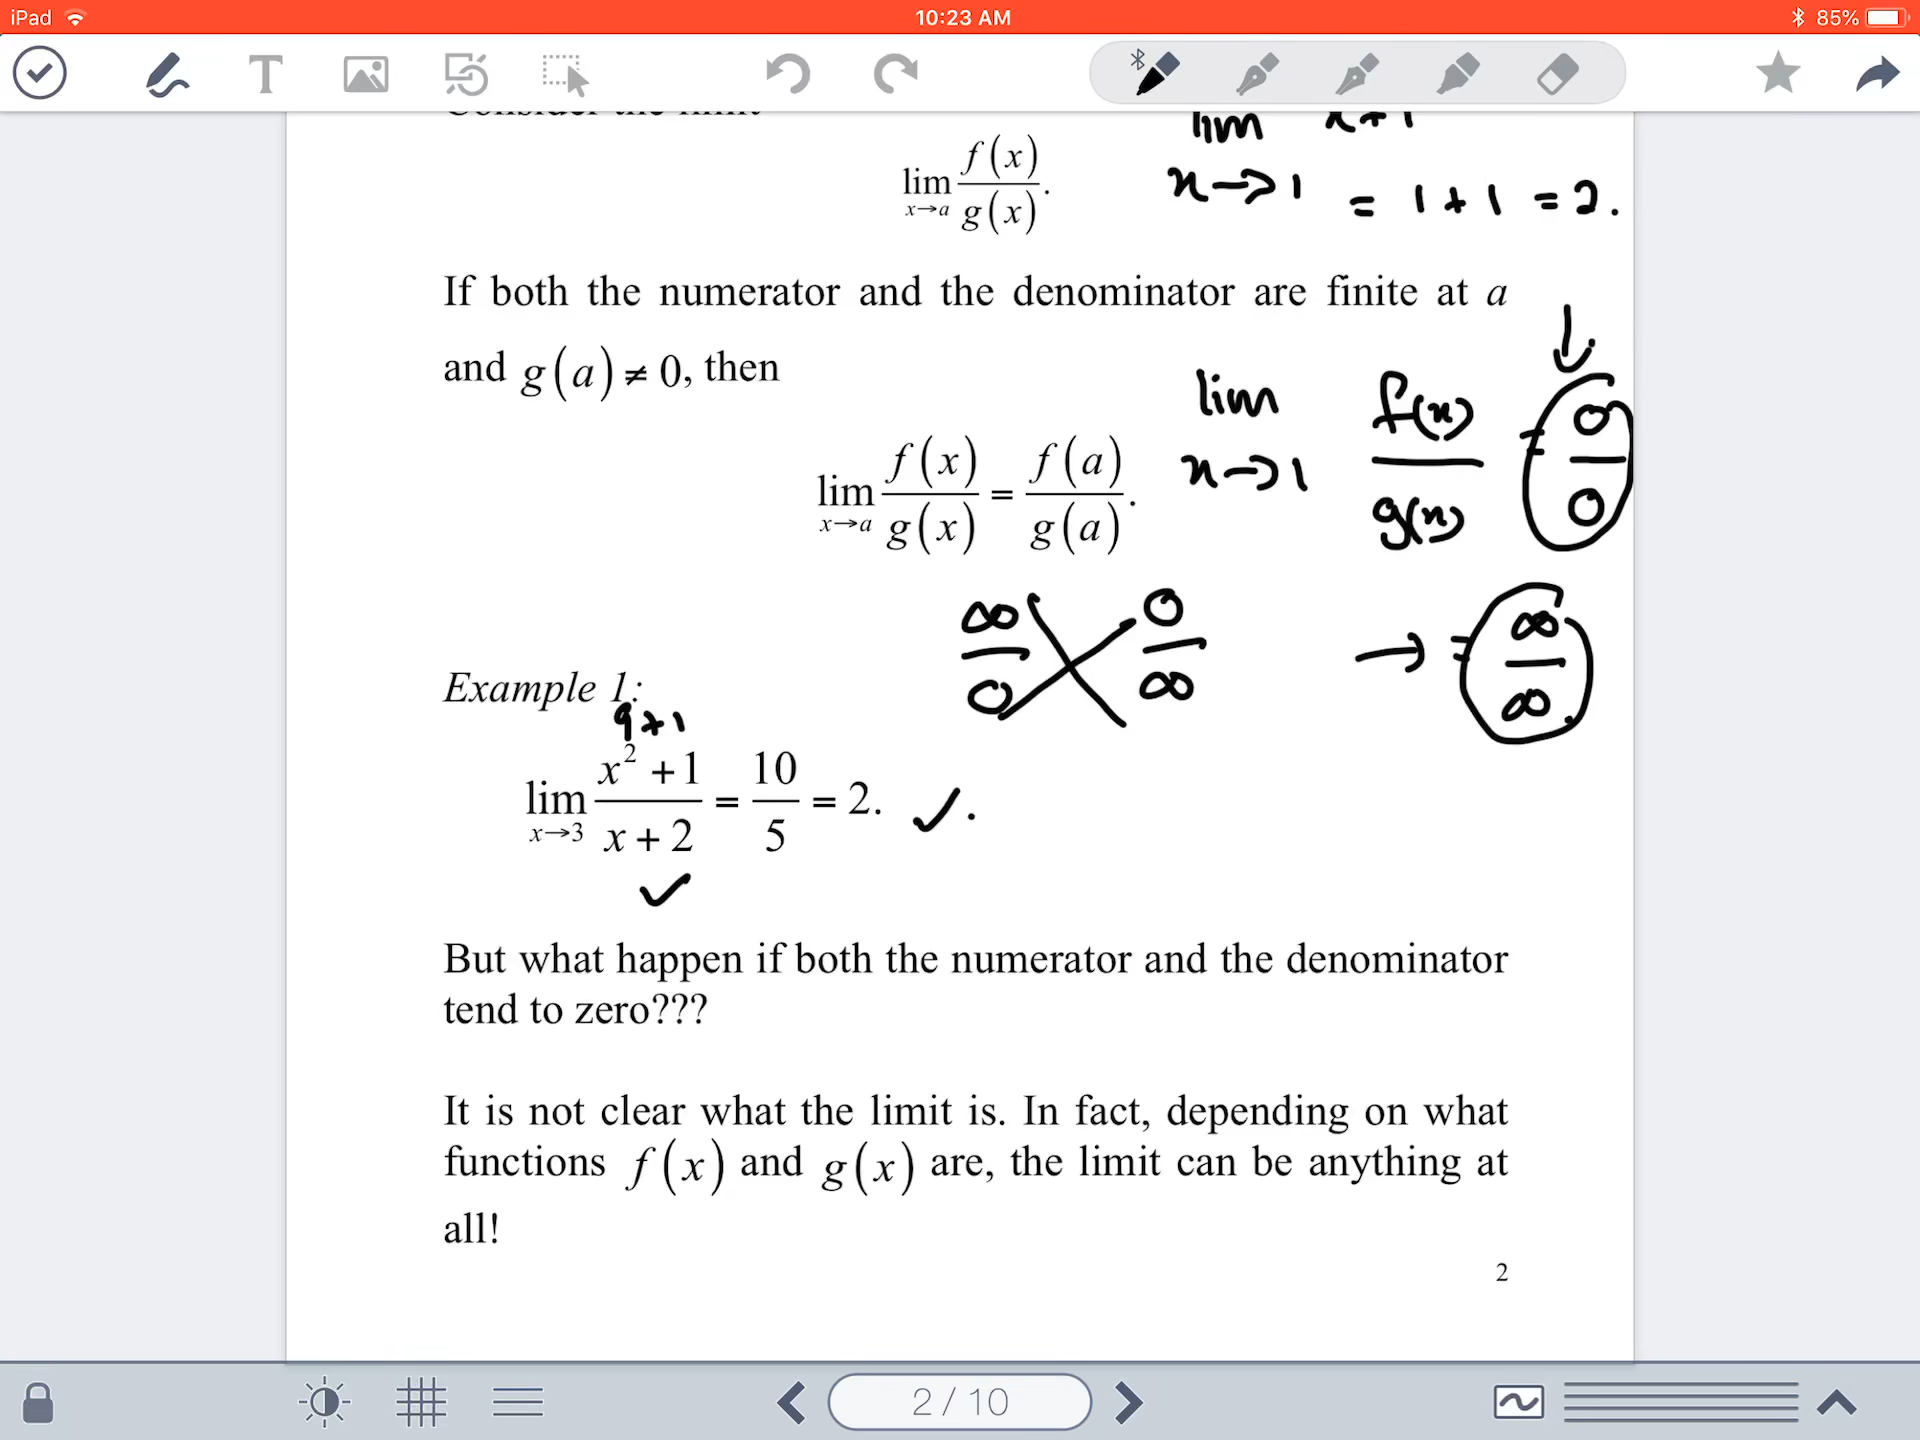 iPad
10:23 AM
85%
T
lim x+1
x→1 = 1+1 = 2.
lim x→a f(x)/g(x).
If both the numerator and the denominator are finite at a
and g(a) ≠ 0, then
lim x→a f(x)/g(x) = f(a)/g(a).
lim x→1 f(x)/g(x) = 0/0
∞/0 0/∞ → = ∞/∞
Example 1:
9+1
lim x→3 x² +1 / x + 2 = 10/5 = 2. ✓.
✓
But what happen if both the numerator and the denominator
tend to zero???
It is not clear what the limit is. In fact, depending on what
functions f(x) and g(x) are, the limit can be anything at
all!
2
2 / 10